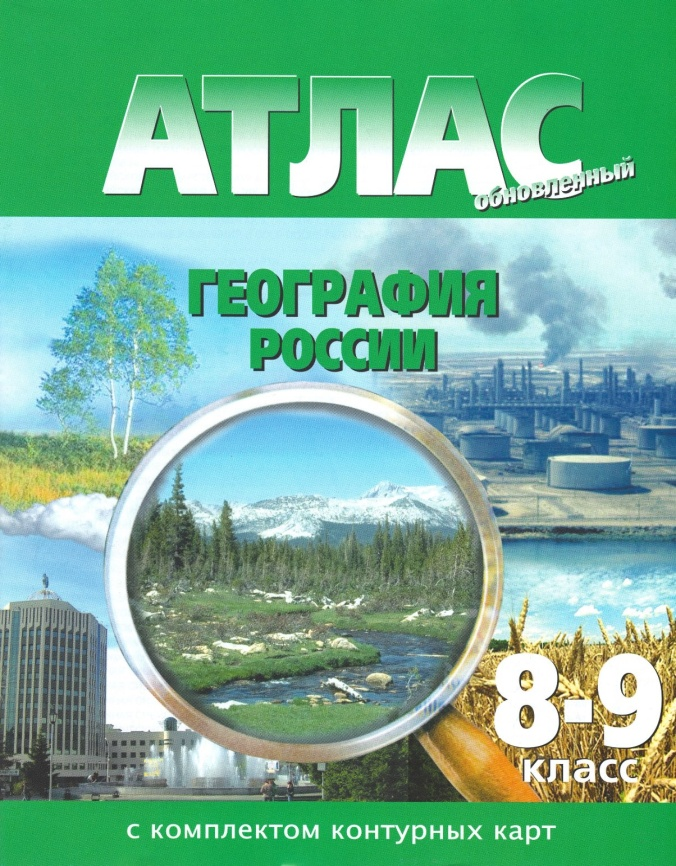 АТЛАС
обновленный
ГЕОГРАФИЯ
РОССИИ
8-9
класс
с комплектом контурных карт